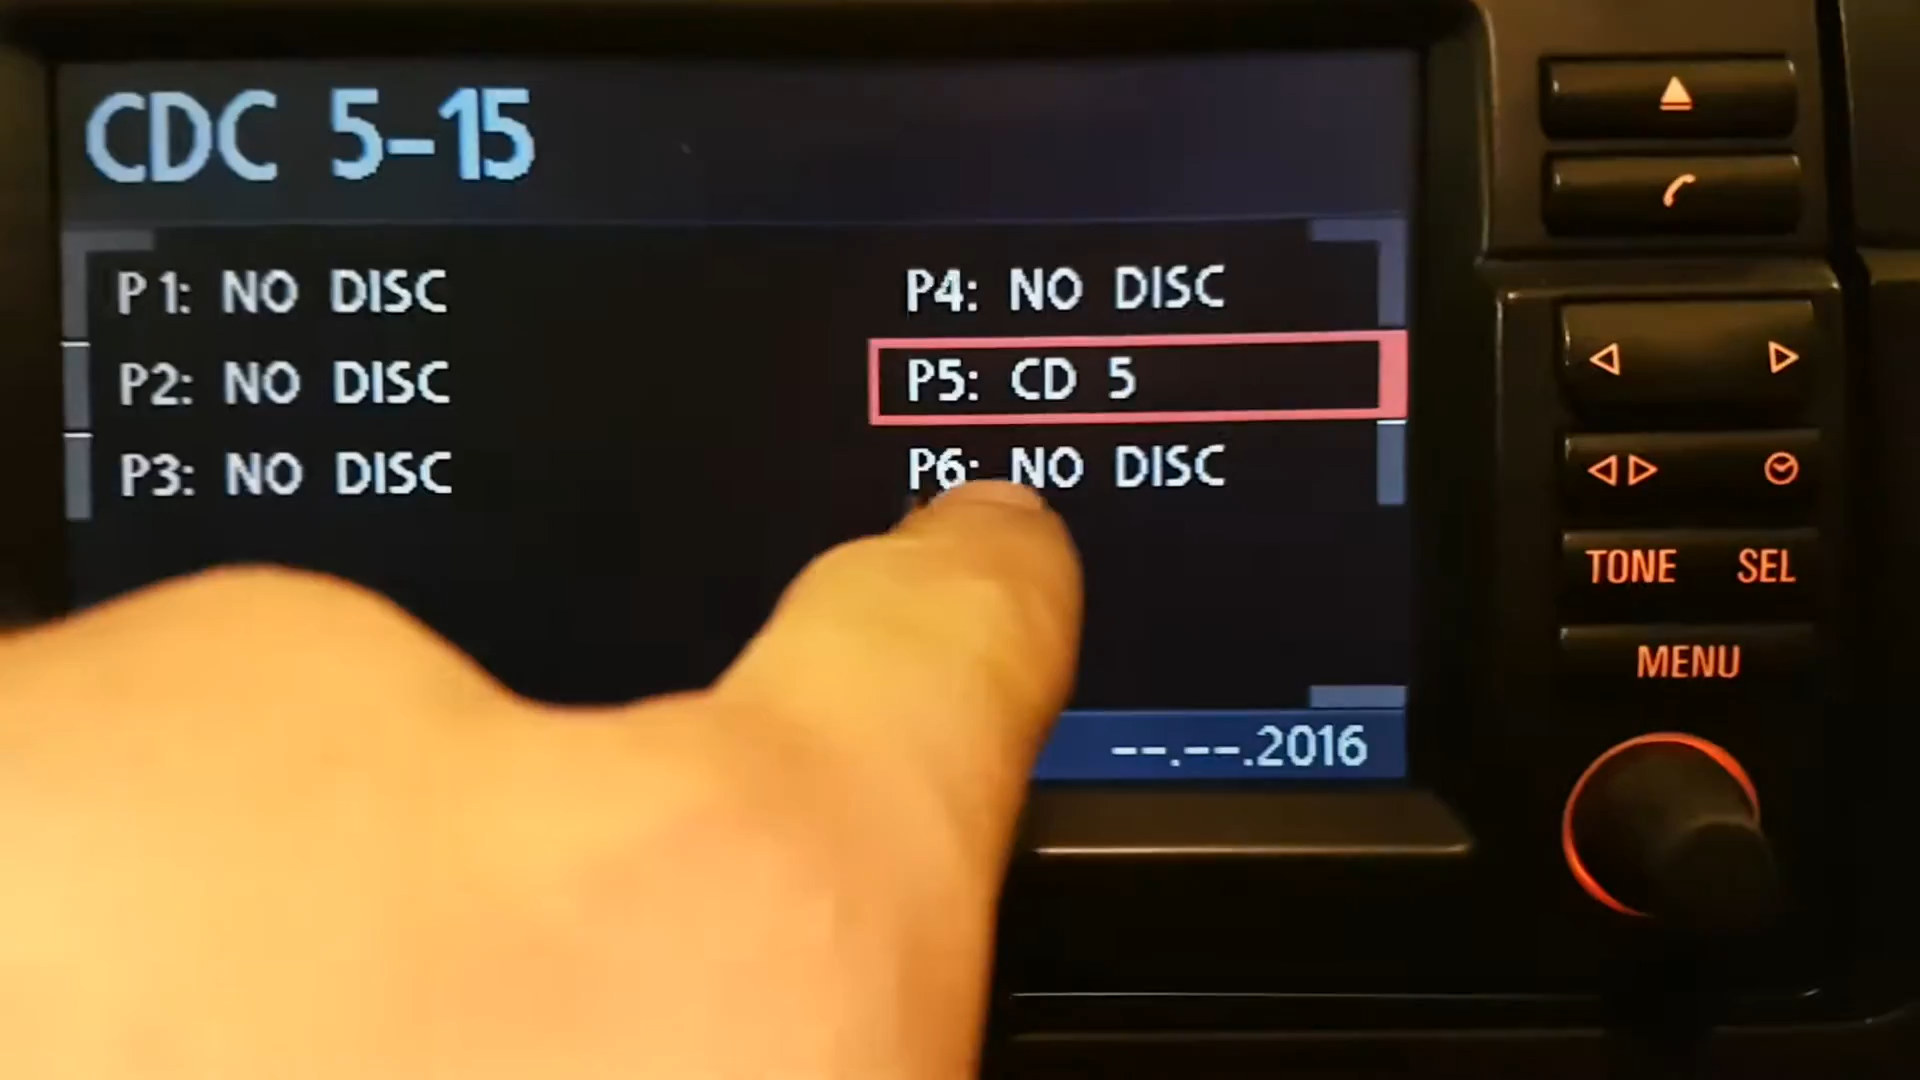 CDC 5-15
P1: NO DISC
P2: NO DISC
P3: NO DISC
P4: NO DISC
P5: CD 5
P6: NO DISC
--.--.2016
TONE SEL
MENU